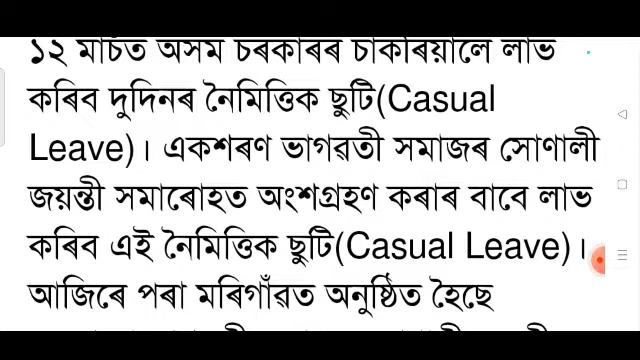 ১২ মাৰ্চত অসম চৰকাৰৰ চাকৰিয়ালে লাভ
কৰিব দুদিনৰ নৈমিত্তিক ছুটি(Casual
Leave)। একশৰণ ভাগৱতী সমাজৰ সোণালী
জয়ন্তী সমাৰোহত অংশগ্ৰহণ কৰাৰ বাবে লাভ
কৰিব এই নৈমিত্তিক ছুটি(Casual Leave)।
আজিৰে পৰা মৰিগাঁৱত অনুষ্ঠিত হৈছে